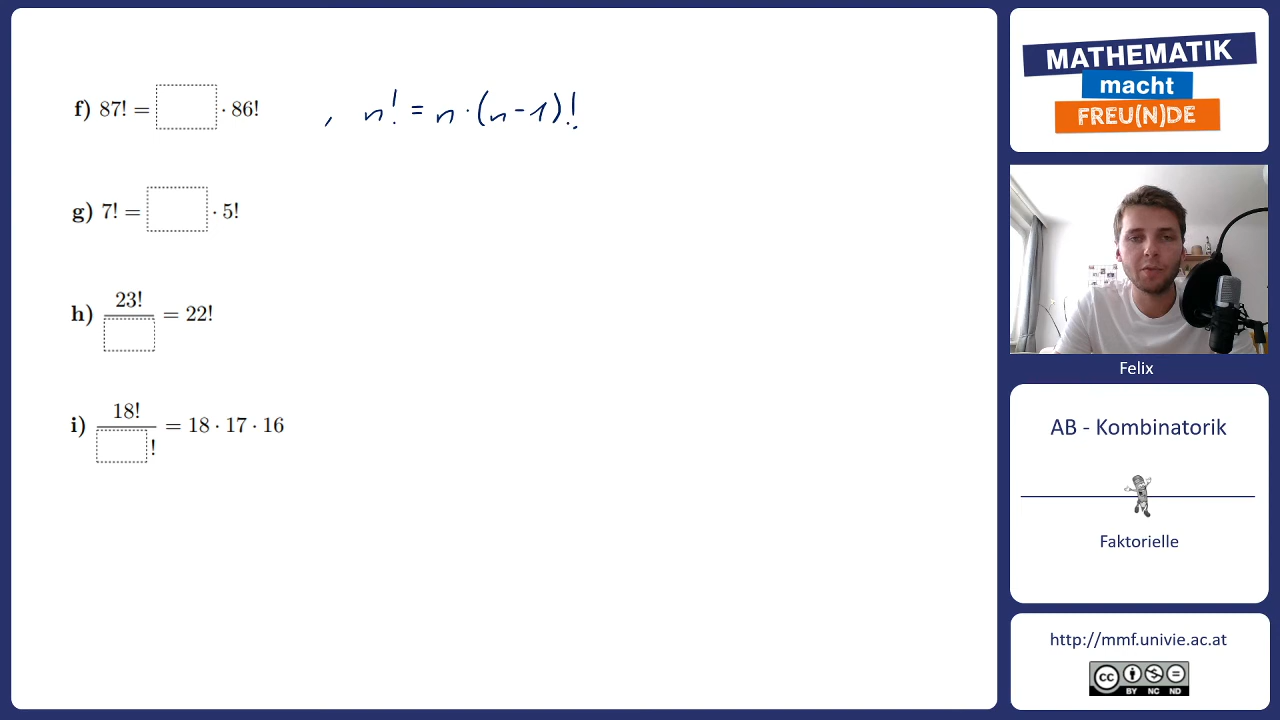 f) 87! = · 86! , n! = n·(n-1)!
g) 7! = · 5!
h) 23! / = 22!
i) 18! / ! = 18 · 17 · 16
MATHEMATIK
macht
FREU(N)DE
Felix
AB - Kombinatorik
Faktorielle
http://mmf.univie.ac.at
cc BY NC ND